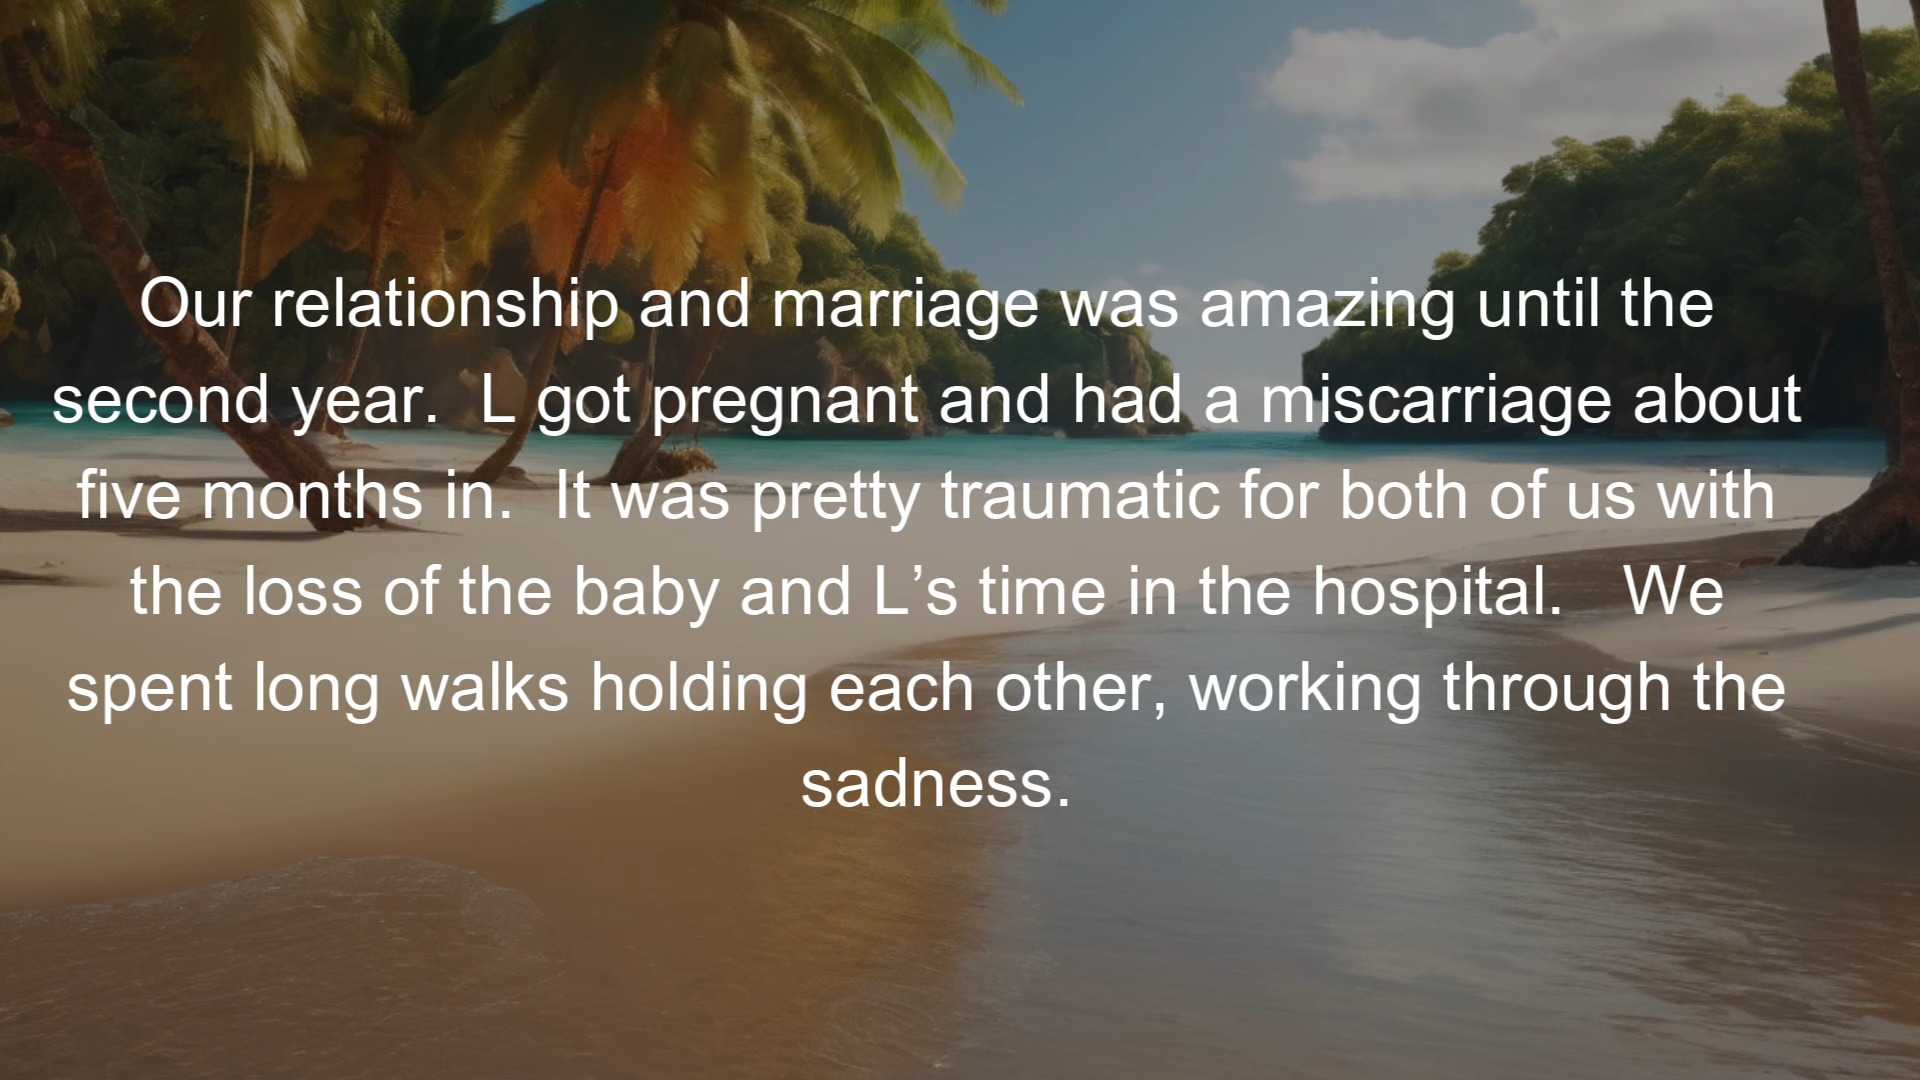 Our relationship and marriage was amazing until the
second year.  L got pregnant and had a miscarriage about
five months in.  It was pretty traumatic for both of us with
the loss of the baby and L’s time in the hospital.   We
spent long walks holding each other, working through the
sadness.